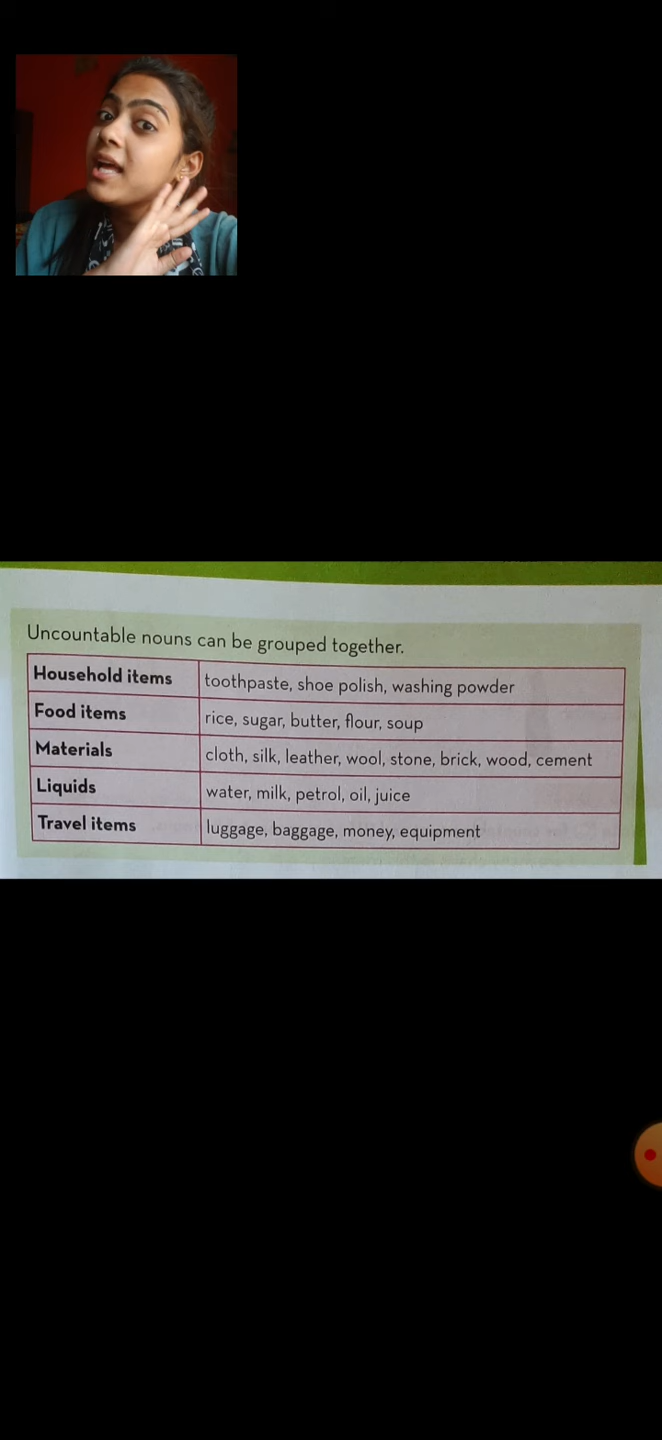 Uncountable nouns can be grouped together.
Household items toothpaste, shoe polish, washing powder
Food items rice, sugar, butter, flour, soup
Materials cloth, silk, leather, wool, stone, brick, wood, cement
Liquids water, milk, petrol, oil, juice
Travel items luggage, baggage, money, equipment